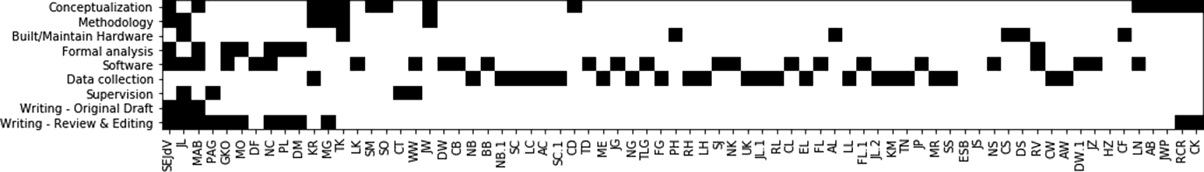 Conceptualization
Methodology
Built/Maintain Hardware
Formal analysis
Software
Data collection
Supervision
Writing - Original Draft
Writing - Review & Editing
SEJdV JL MAB PAG GKO MO DF NC PL DM KR MG TK LK SM SO CT WW JW DW CB NB BB NB.1 SC LC AC SC.1 CD TD ME JG NG TLG FG PH RH LH SJ NK UK JL.1 RL CL EL FL AL LL FL.1 JL.2 KM TN JP MR SS ESB JS NS CS DS RV CW AW DW.1 JZ HZ CF LN AB JWP RCR CK